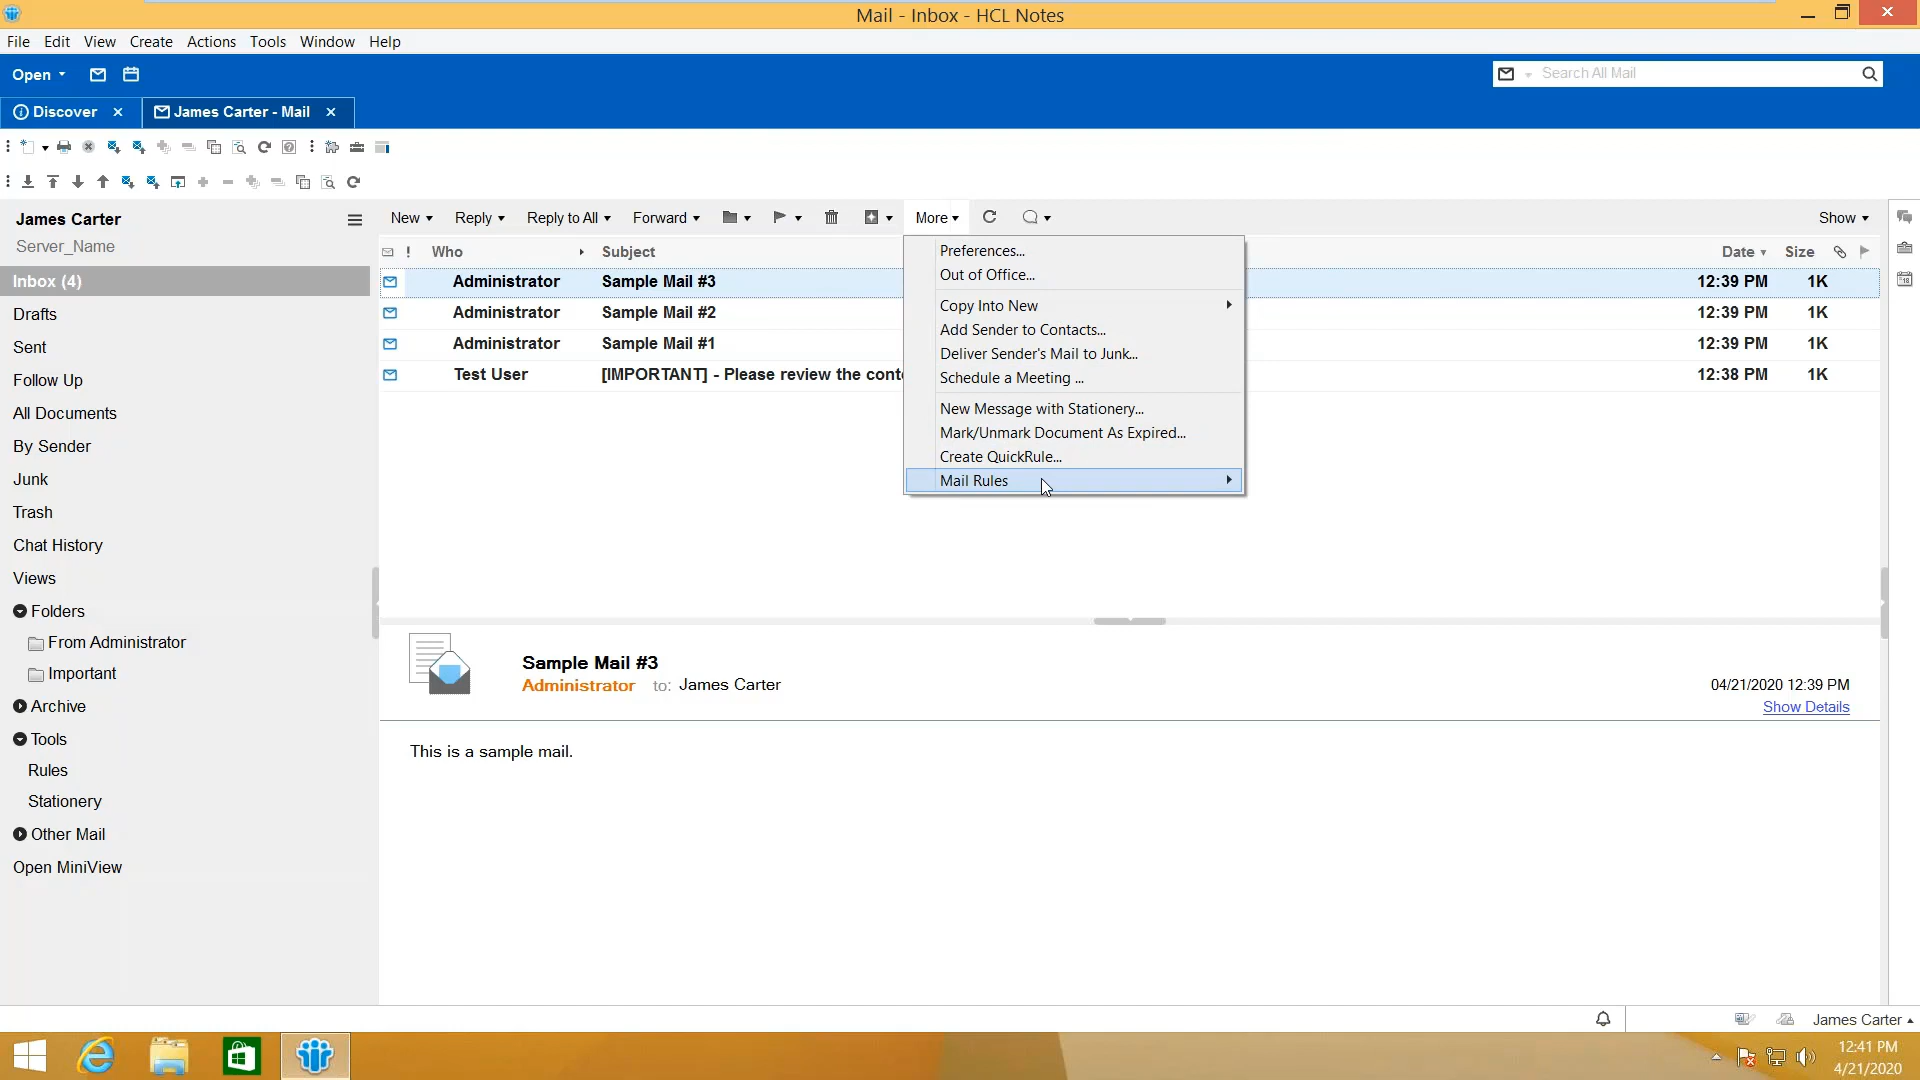 Mail - Inbox - HCL Notes
File Edit View Create Actions Tools Window Help
Open
Search All Mail
Discover
James Carter - Mail
James Carter
Server_Name
New Reply Reply to All Forward More Show
! Who Subject Date Size
Inbox (4)
Drafts
Sent
Follow Up
All Documents
By Sender
Junk
Trash
Chat History
Views
Folders
From Administrator
Important
Archive
Tools
Rules
Stationery
Other Mail
Open MiniView
Administrator Sample Mail #3 12:39 PM 1K
Administrator Sample Mail #2 12:39 PM 1K
Administrator Sample Mail #1 12:39 PM 1K
Test User [IMPORTANT] - Please review the cont 12:38 PM 1K
Preferences...
Out of Office...
Copy Into New
Add Sender to Contacts...
Deliver Sender's Mail to Junk...
Schedule a Meeting ...
New Message with Stationery...
Mark/Unmark Document As Expired...
Create QuickRule...
Mail Rules
Sample Mail #3
Administrator to: James Carter
04/21/2020 12:39 PM
Show Details
This is a sample mail.
James Carter
12:41 PM
4/21/2020